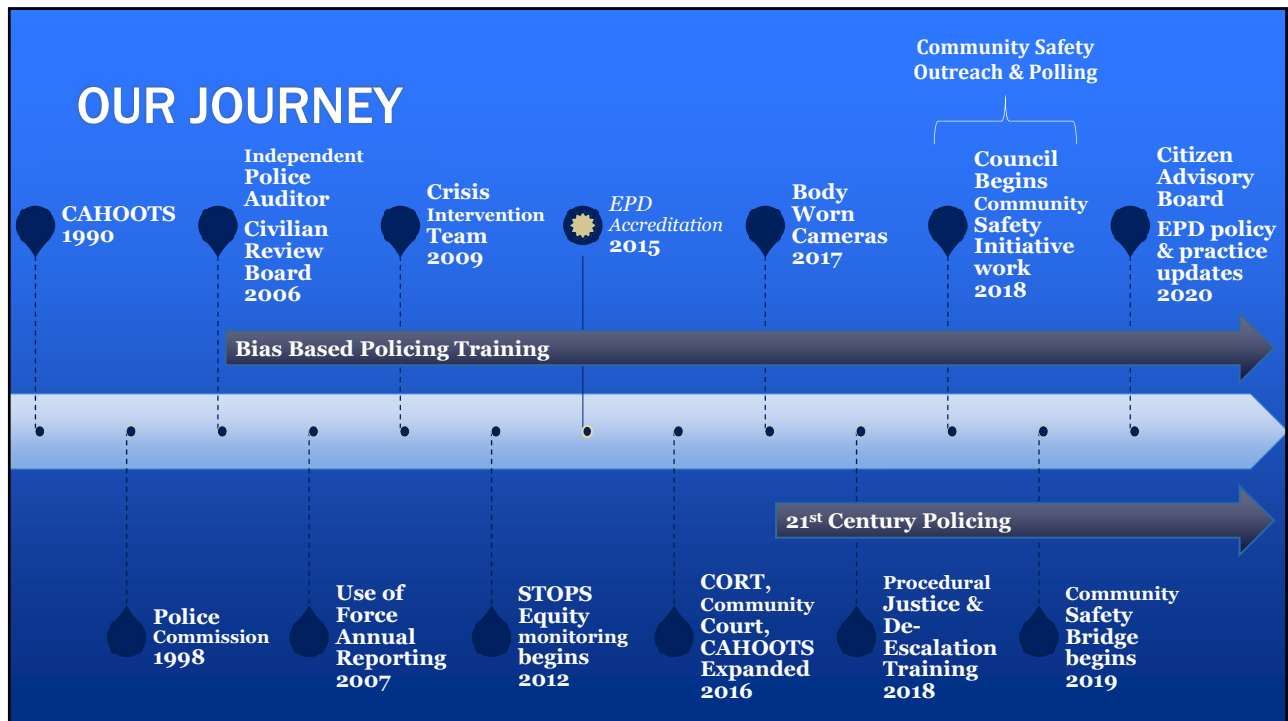 Community Safety
Outreach & Polling
OUR JOURNEY
CAHOOTS
1990
Independent
Police
Auditor
Civilian
Review
Board
2006
Crisis
Intervention
Team
2009
EPD
Accreditation
2015
Body
Worn
Cameras
2017
Council
Begins
Community
Safety
Initiative
work
2018
Citizen
Advisory
Board
EPD policy
& practice
updates
2020
Bias Based Policing Training
21st Century Policing
Police
Commission
1998
Use of
Force
Annual
Reporting
2007
STOPS
Equity
monitoring
begins
2012
CORT,
Community
Court,
CAHOOTS
Expanded
2016
Procedural
Justice &
De-
Escalation
Training
2018
Community
Safety
Bridge
begins
2019